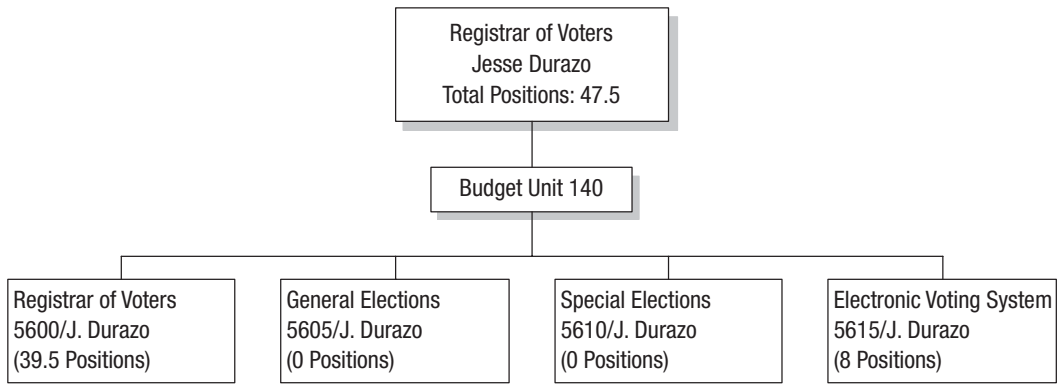 Registrar of Voters
Jesse Durazo
Total Positions: 47.5
Budget Unit 140
Registrar of Voters
5600/J. Durazo
(39.5 Positions)
General Elections
5605/J. Durazo
(0 Positions)
Special Elections
5610/J. Durazo
(0 Positions)
Electronic Voting System
5615/J. Durazo
(8 Positions)